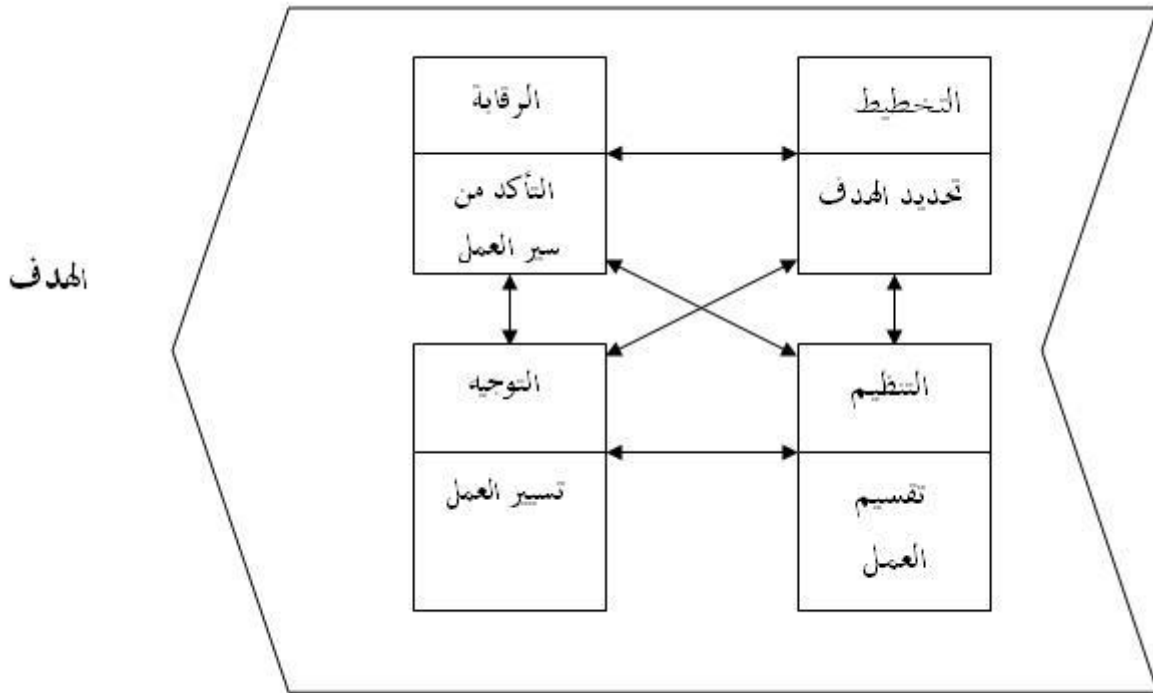 التخطيط
تحديد الهدف
الرقابة
التأكد من
سير العمل
التنظيم
تقسيم
العمل
التوجيه
تسيير العمل
الهدف